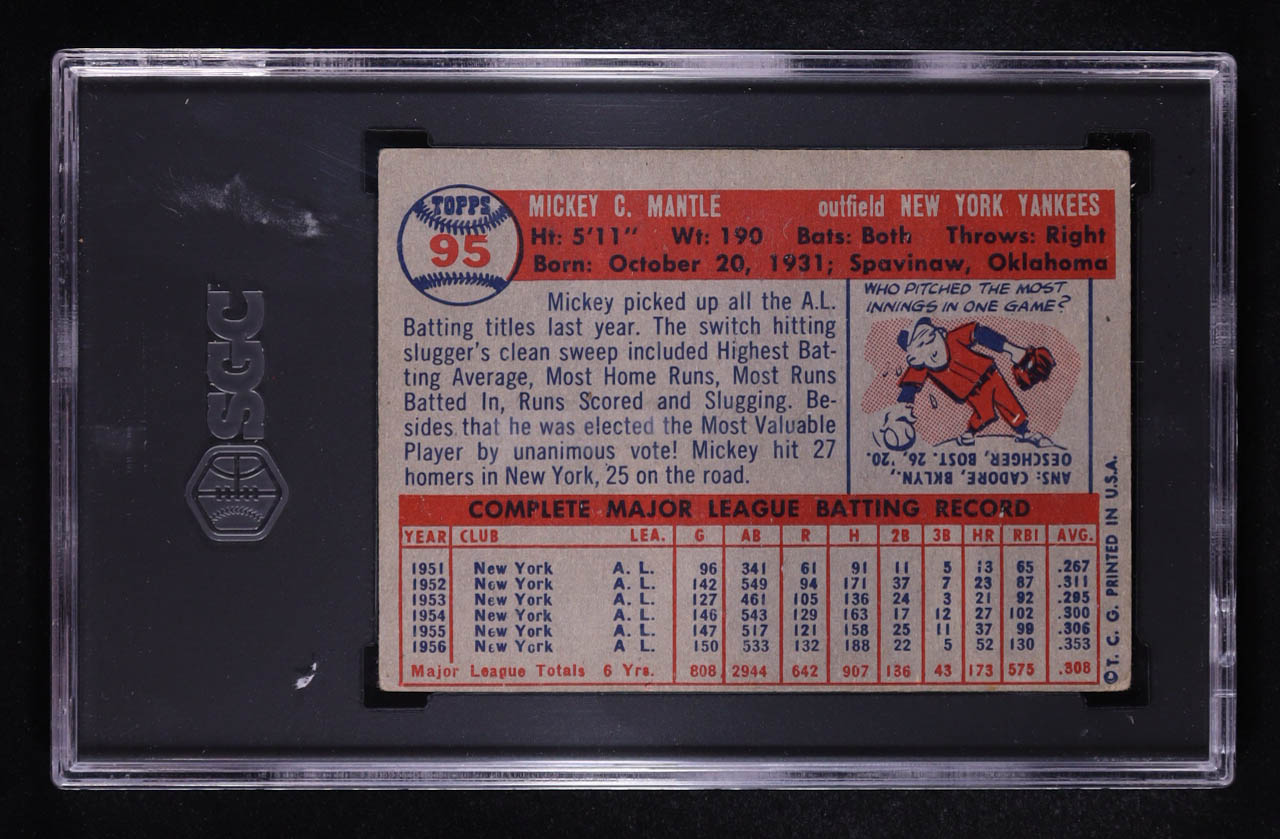 SGC
TOPPS
95
MICKEY C. MANTLE outfield NEW YORK YANKEES
Ht: 5'11" Wt: 190 Bats: Both Throws: Right
Born: October 20, 1931; Spavinaw, Oklahoma
Mickey picked up all the A.L.
Batting titles last year. The switch hitting
slugger's clean sweep included Highest Bat-
ting Average, Most Home Runs, Most Runs
Batted In, Runs Scored and Slugging. Be-
sides that he was elected the Most Valuable
Player by unanimous vote! Mickey hit 27
homers in New York, 25 on the road.
WHO PITCHED THE MOST
INNINGS IN ONE GAME?
ANS: CADORE, BKLYN.,
OESCHGER, BOST. 26, '20.
COMPLETE MAJOR LEAGUE BATTING RECORD
YEAR CLUB LEA. G AB R H 2B 3B HR RBI AVG.
1951 New York A. L. 96 341 61 91 11 5 13 65 .267
1952 New York A. L. 142 549 94 171 37 7 23 87 .311
1953 New York A. L. 127 461 105 136 24 3 21 92 .295
1954 New York A. L. 146 543 129 163 17 12 27 102 .300
1955 New York A. L. 147 517 121 158 25 11 37 99 .306
1956 New York A L. 150 533 132 188 22 5 52 130 .353
Major League Totals 6 Yrs. 808 2944 642 907 136 43 173 575 .308
© T. C. G. PRINTED IN U.S.A.